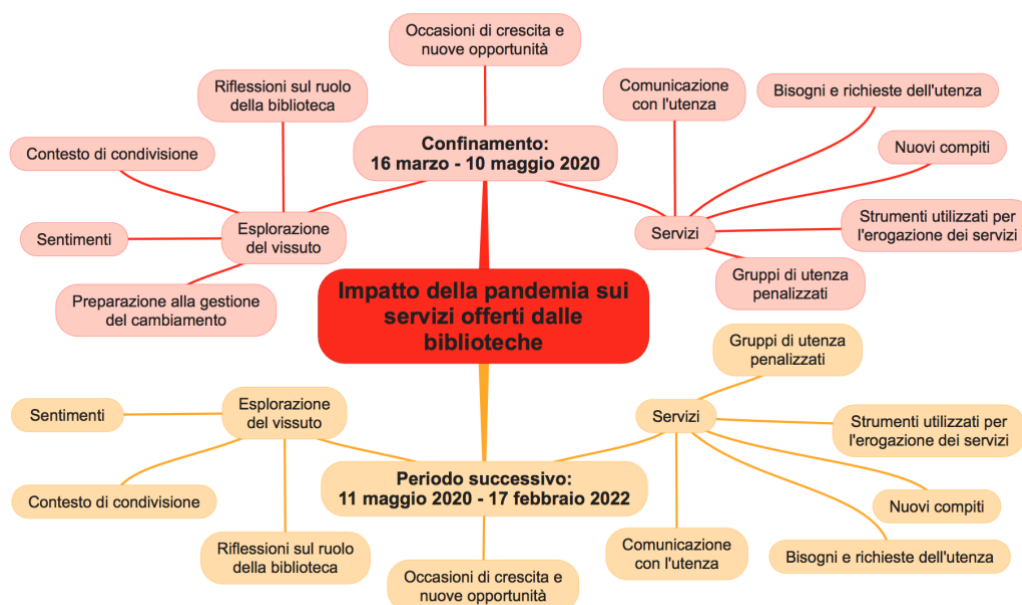 Occasioni di crescita e
nuove opportunità
Riflessioni sul ruolo
della biblioteca
Comunicazione
con l'utenza
Bisogni e richieste dell'utenza
Contesto di condivisione
Confinamento:
16 marzo - 10 maggio 2020
Nuovi compiti
Sentimenti
Esplorazione
del vissuto
Servizi
Strumenti utilizzati per
l'erogazione dei servizi
Preparazione alla gestione
del cambiamento
Gruppi di utenza
penalizzati
Impatto della pandemia sui
servizi offerti dalle
biblioteche
Gruppi di utenza
penalizzati
Sentimenti
Esplorazione
del vissuto
Servizi
Strumenti utilizzati per
l'erogazione dei servizi
Contesto di condivisione
Periodo successivo:
11 maggio 2020 - 17 febbraio 2022
Nuovi compiti
Riflessioni sul ruolo
della biblioteca
Occasioni di crescita e
nuove opportunità
Comunicazione
con l'utenza
Bisogni e richieste dell'utenza